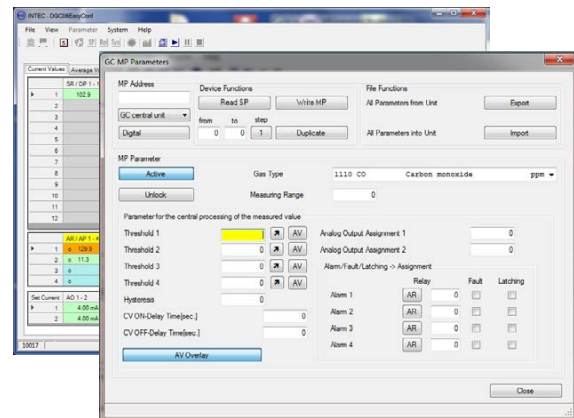 INTEC - DGC06EasyConf
File View Parameter System Help
Current Values Average V
SR / DP 1 -
1 102,9
2
3
4
5
6
7
8
9
10
11
12
AR / AP 1 - 4
1 o 129.9
2 o 11.3
3 o
4 o
Set Current AO 1 - 2
1 4.00 mA
2 4.00 mA
10017
GC MP Parameters
MP Address Device Functions File Functions
Read SP Write MP All Parameters from Unit Export
GC central unit from to step
Digital 0 0 1 Duplicate All Parameters into Unit Import
MP Parameter
Active Gas Type 1110 CO Carbon monoxide ppm
Unlock Measuring Range 0
Parameter for the central processing of the measured value
Threshold 1 AV Analog Output Assignment 1 0
Threshold 2 0 AV Analog Output Assignment 2 0
Threshold 3 0 AV Alarm/Fault/Latching -> Assignment
Threshold 4 0 AV Relay Fault Latching
Hysteresis 0 Alarm 1 AR 0
CV ON-Delay Time[sec.] 0 Alarm 2 AR 0
CV OFF-Delay Time[sec.] 0 Alarm 3 AR 0
AV Overlay Alarm 4 AR 0
Close